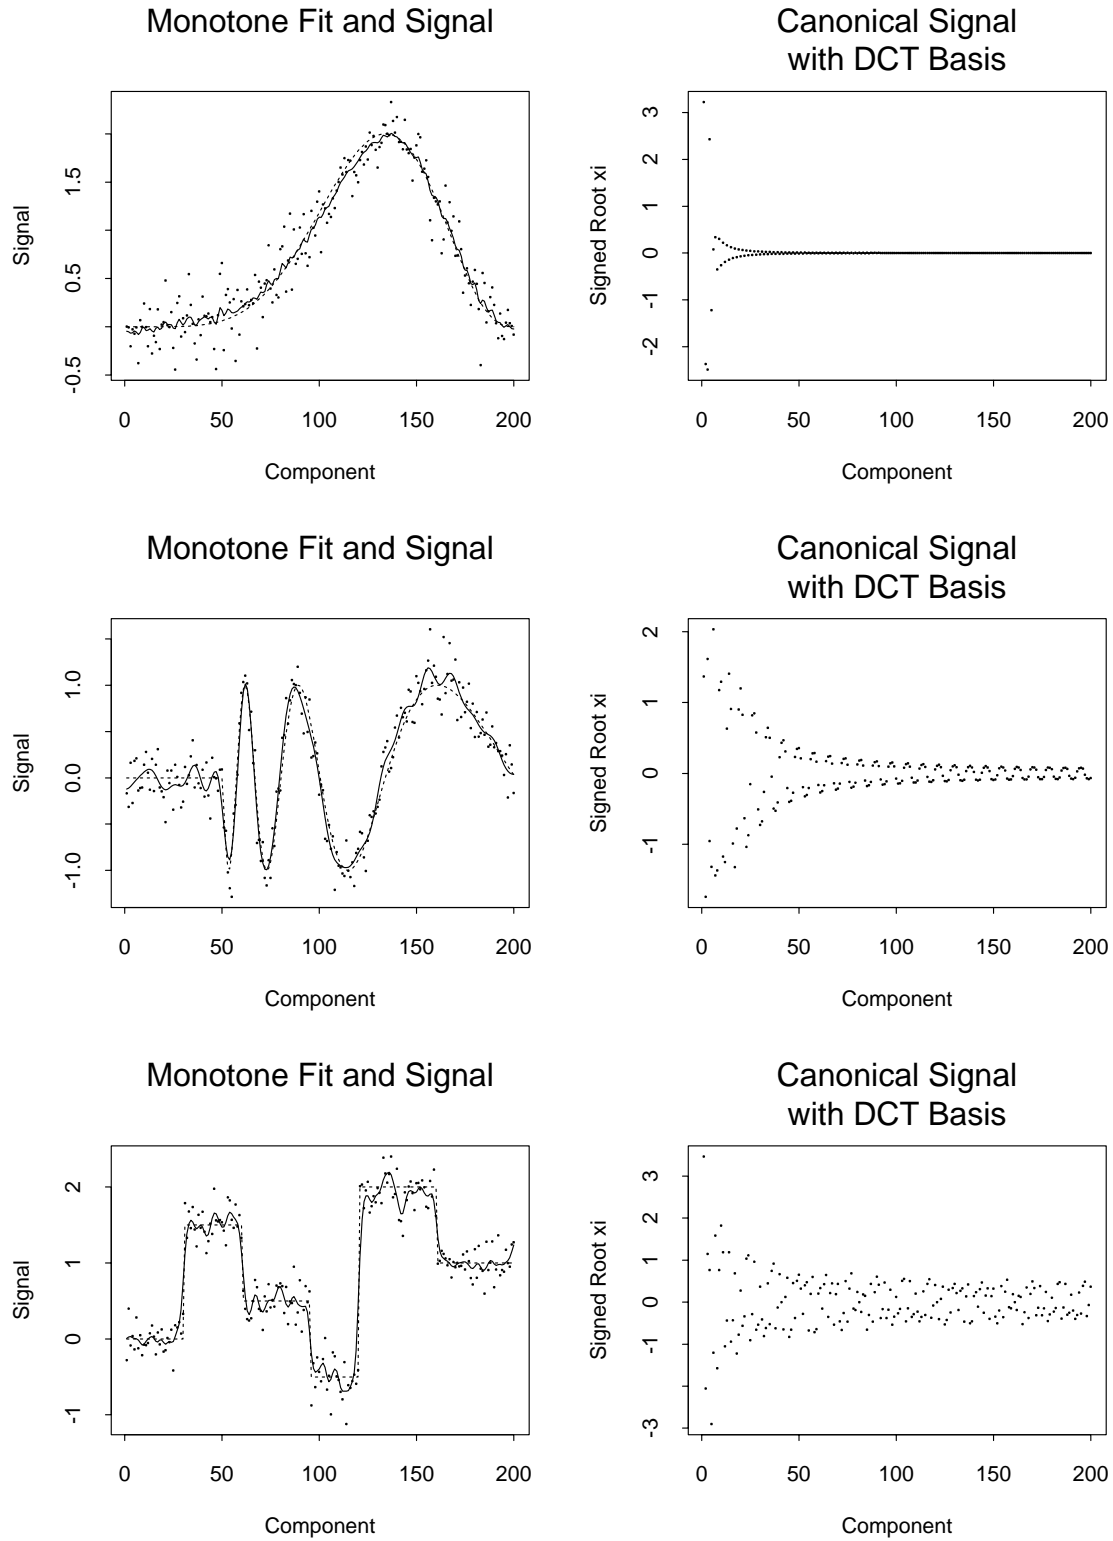 Monotone Fit and Signal
Signal
-0.5 0.5 1.5
0 50 100 150 200
Component
Canonical Signal
with DCT Basis
Signed Root xi
-2 -1 0 1 2 3
0 50 100 150 200
Component
Monotone Fit and Signal
Signal
-1.0 0.0 1.0
0 50 100 150 200
Component
Canonical Signal
with DCT Basis
Signed Root xi
-1 0 1 2
0 50 100 150 200
Component
Monotone Fit and Signal
Signal
-1 0 1 2
0 50 100 150 200
Component
Canonical Signal
with DCT Basis
Signed Root xi
-3 -1 0 1 2 3
0 50 100 150 200
Component